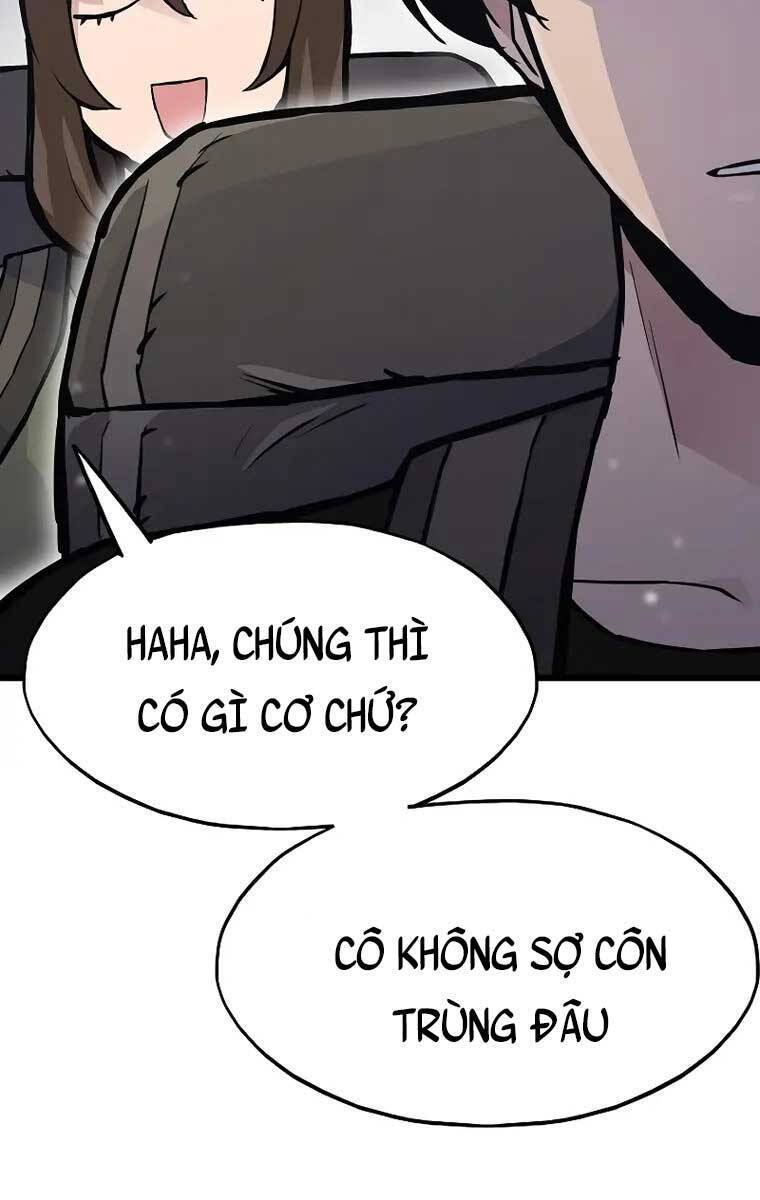 HAHA, CHÚNG THÌ
CÓ GÌ CƠ CHỨ?
CÔ KHÔNG SỢ CÔN
TRÙNG ĐÂU